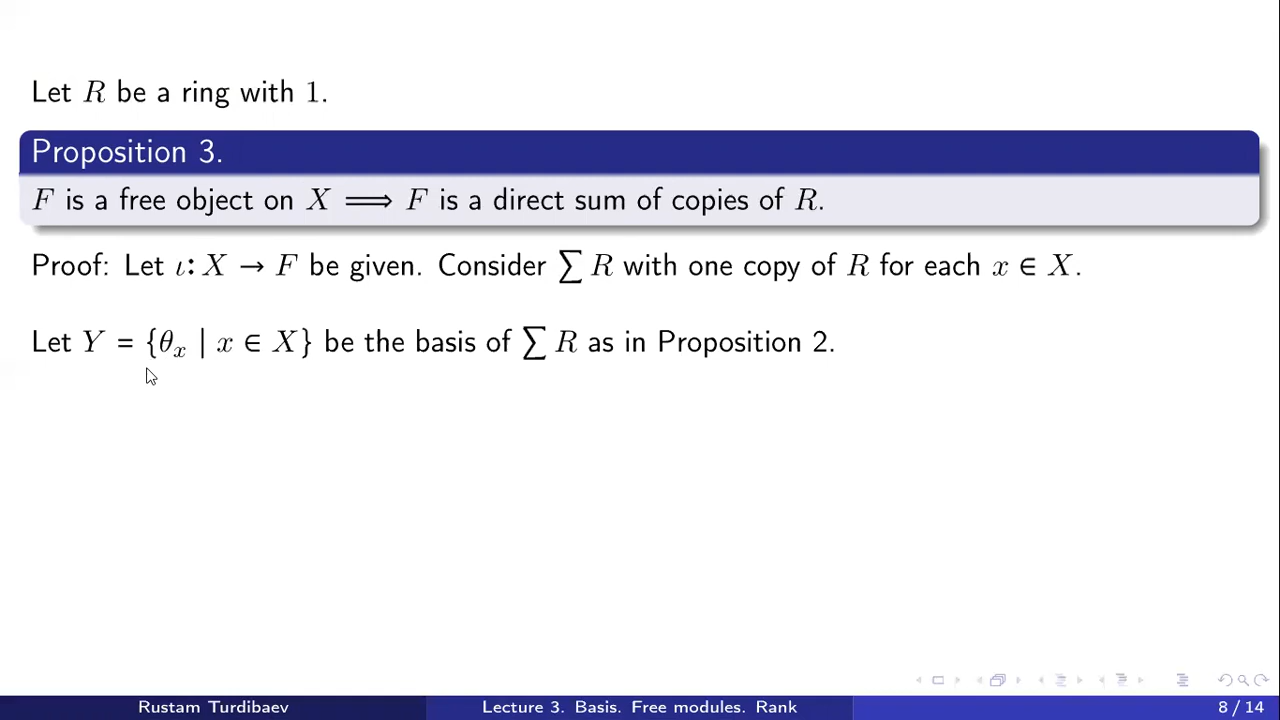 Let R be a ring with 1.
Proposition 3.
F is a free object on X ⟹ F is a direct sum of copies of R.
Proof: Let ι: X → F be given. Consider ∑ R with one copy of R for each x ∈ X.
Let Y = {θₓ | x ∈ X} be the basis of ∑ R as in Proposition 2.
Rustam Turdibaev Lecture 3. Basis. Free modules. Rank 8 / 14